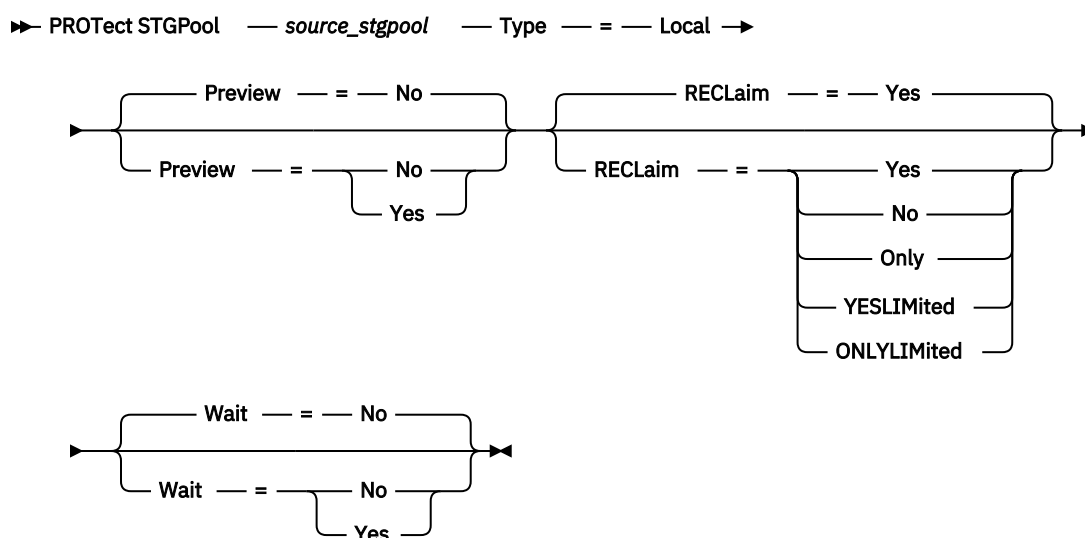 PROTect STGPool source_stgpool Type = Local
Preview = No RECLaim = Yes
Preview = No RECLaim = Yes
Yes No
Only
YESLIMited
ONLYLIMited
Wait = No
Wait = No
Yes